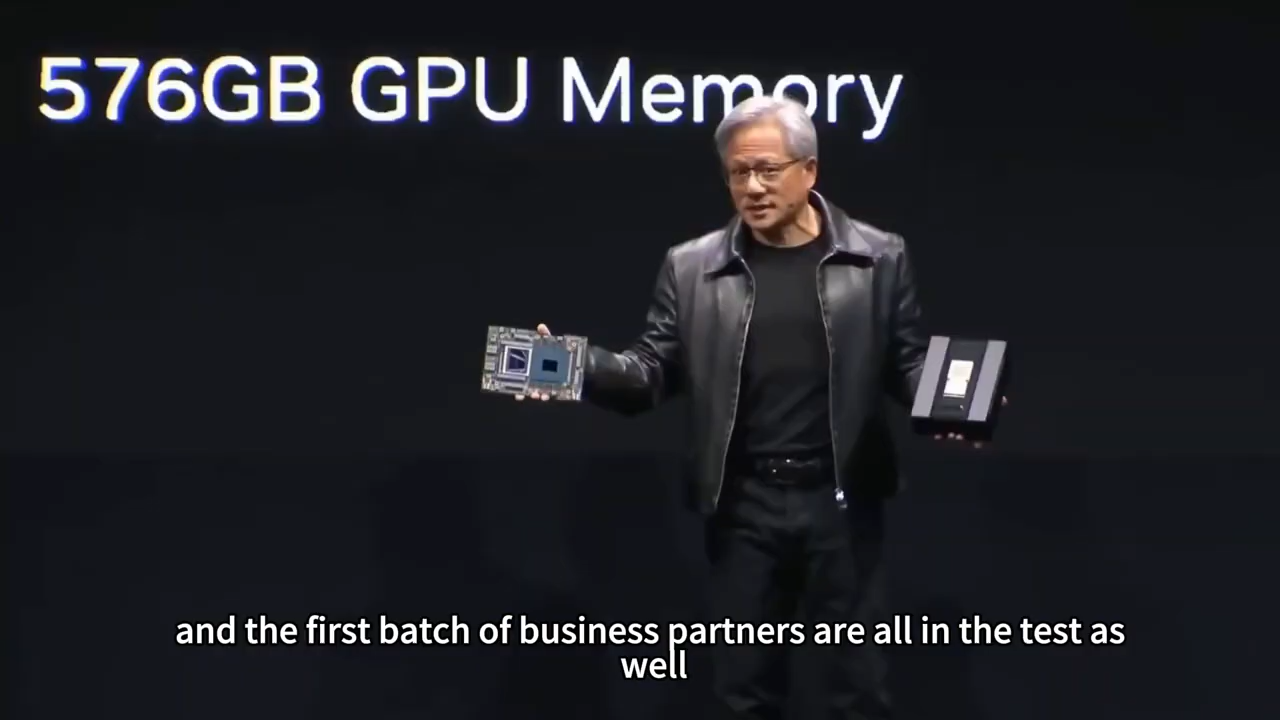 576GB GPU Memory
and the first batch of business partners are all in the test as
well